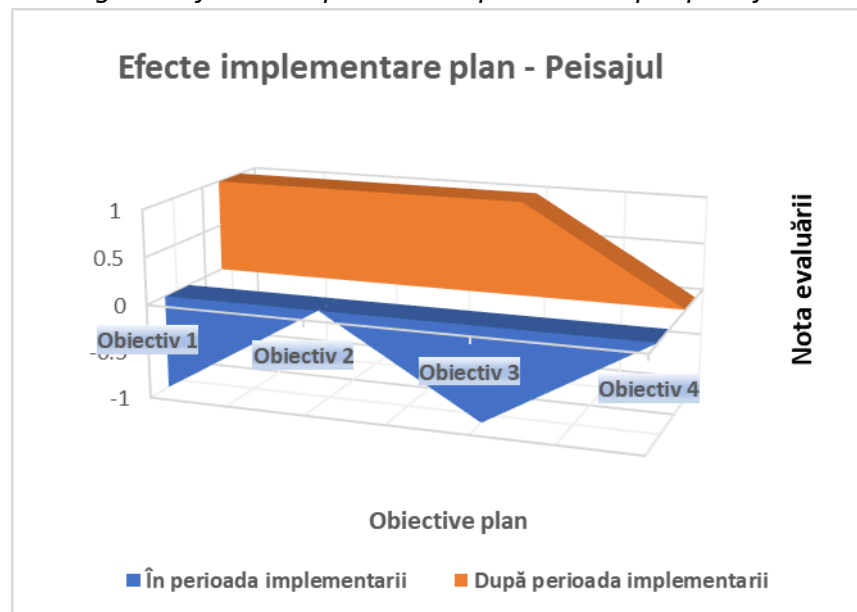 Efecte implementare plan - Peisajul
1
0.5
0
-0.5
-1
Obiectiv 1
Obiectiv 2
Obiectiv 3
Obiectiv 4
Nota evaluării
Obiective plan
În perioada implementarii
După perioada implementarii